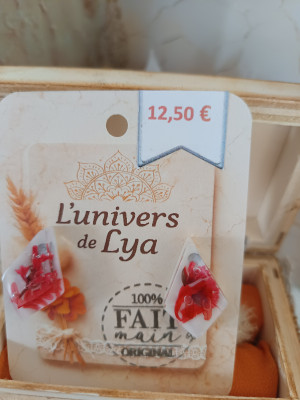 12,50 €
L'univers
de Lya
100%
FAIT
main
ORIGINAL